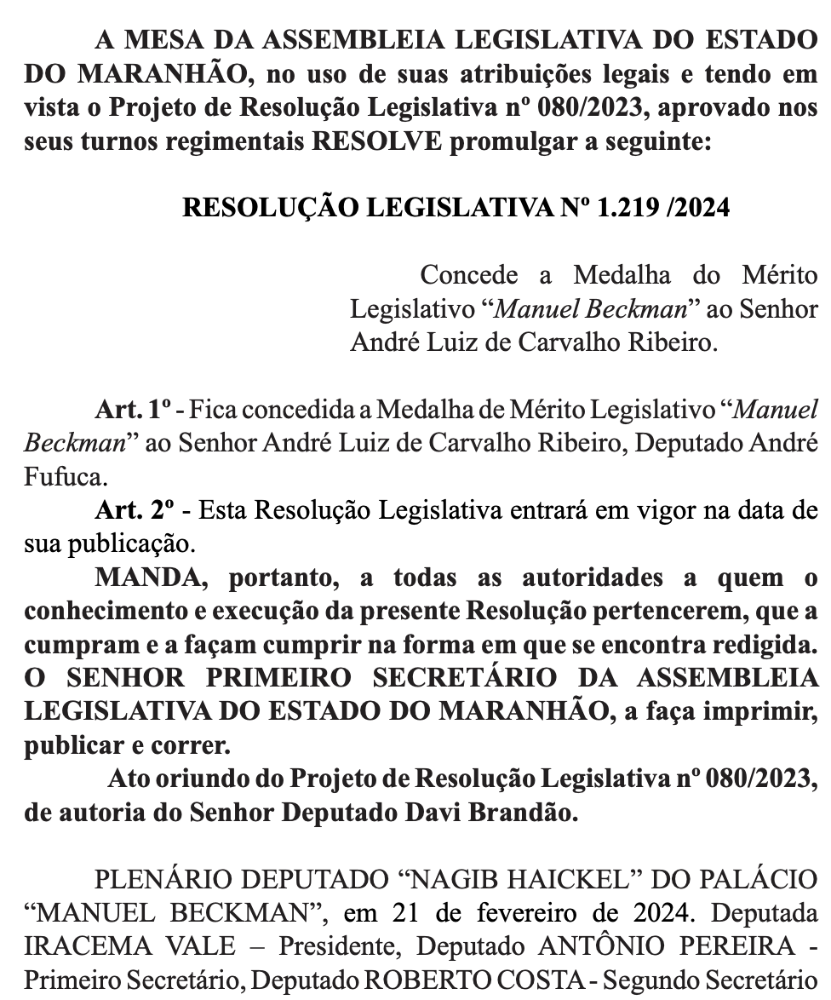 A MESA DA ASSEMBLEIA LEGISLATIVA DO ESTADO
DO MARANHÃO, no uso de suas atribuições legais e tendo em
vista o Projeto de Resolução Legislativa nº 080/2023, aprovado nos
seus turnos regimentais RESOLVE promulgar a seguinte:
RESOLUÇÃO LEGISLATIVA Nº 1.219 /2024
Concede a Medalha do Mérito
Legislativo “Manuel Beckman” ao Senhor
André Luiz de Carvalho Ribeiro.
Art. 1º - Fica concedida a Medalha de Mérito Legislativo “Manuel
Beckman” ao Senhor André Luiz de Carvalho Ribeiro, Deputado André
Fufuca.
Art. 2º - Esta Resolução Legislativa entrará em vigor na data de
sua publicação.
MANDA, portanto, a todas as autoridades a quem o
conhecimento e execução da presente Resolução pertencerem, que a
cumpram e a façam cumprir na forma em que se encontra redigida.
O SENHOR PRIMEIRO SECRETÁRIO DA ASSEMBLEIA
LEGISLATIVA DO ESTADO DO MARANHÃO, a faça imprimir,
publicar e correr.
Ato oriundo do Projeto de Resolução Legislativa nº 080/2023,
de autoria do Senhor Deputado Davi Brandão.
PLENÁRIO DEPUTADO “NAGIB HAICKEL” DO PALÁCIO
“MANUEL BECKMAN”, em 21 de fevereiro de 2024. Deputada
IRACEMA VALE – Presidente, Deputado ANTÔNIO PEREIRA -
Primeiro Secretário, Deputado ROBERTO COSTA - Segundo Secretário